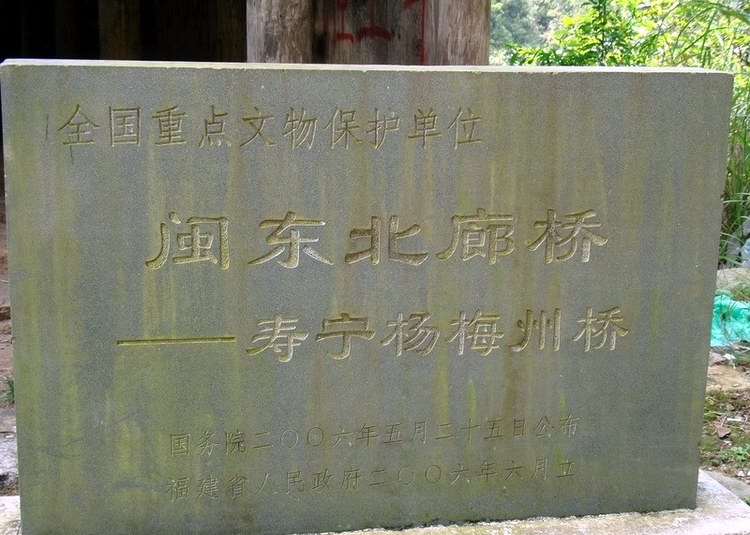 全国重点文物保护单位
闽东北廊桥
——寿宁杨梅州桥
国务院二〇〇六年五月二十五日公布
福建省人民政府二〇〇六年六月立